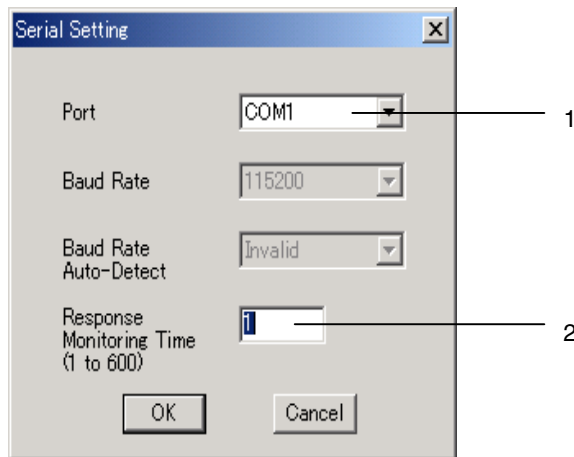 Serial Setting
Port
COM1
1
Baud Rate
115200
Baud Rate
Auto-Detect
Invalid
Response
Monitoring Time
(1 to 600)
1
2
OK
Cancel